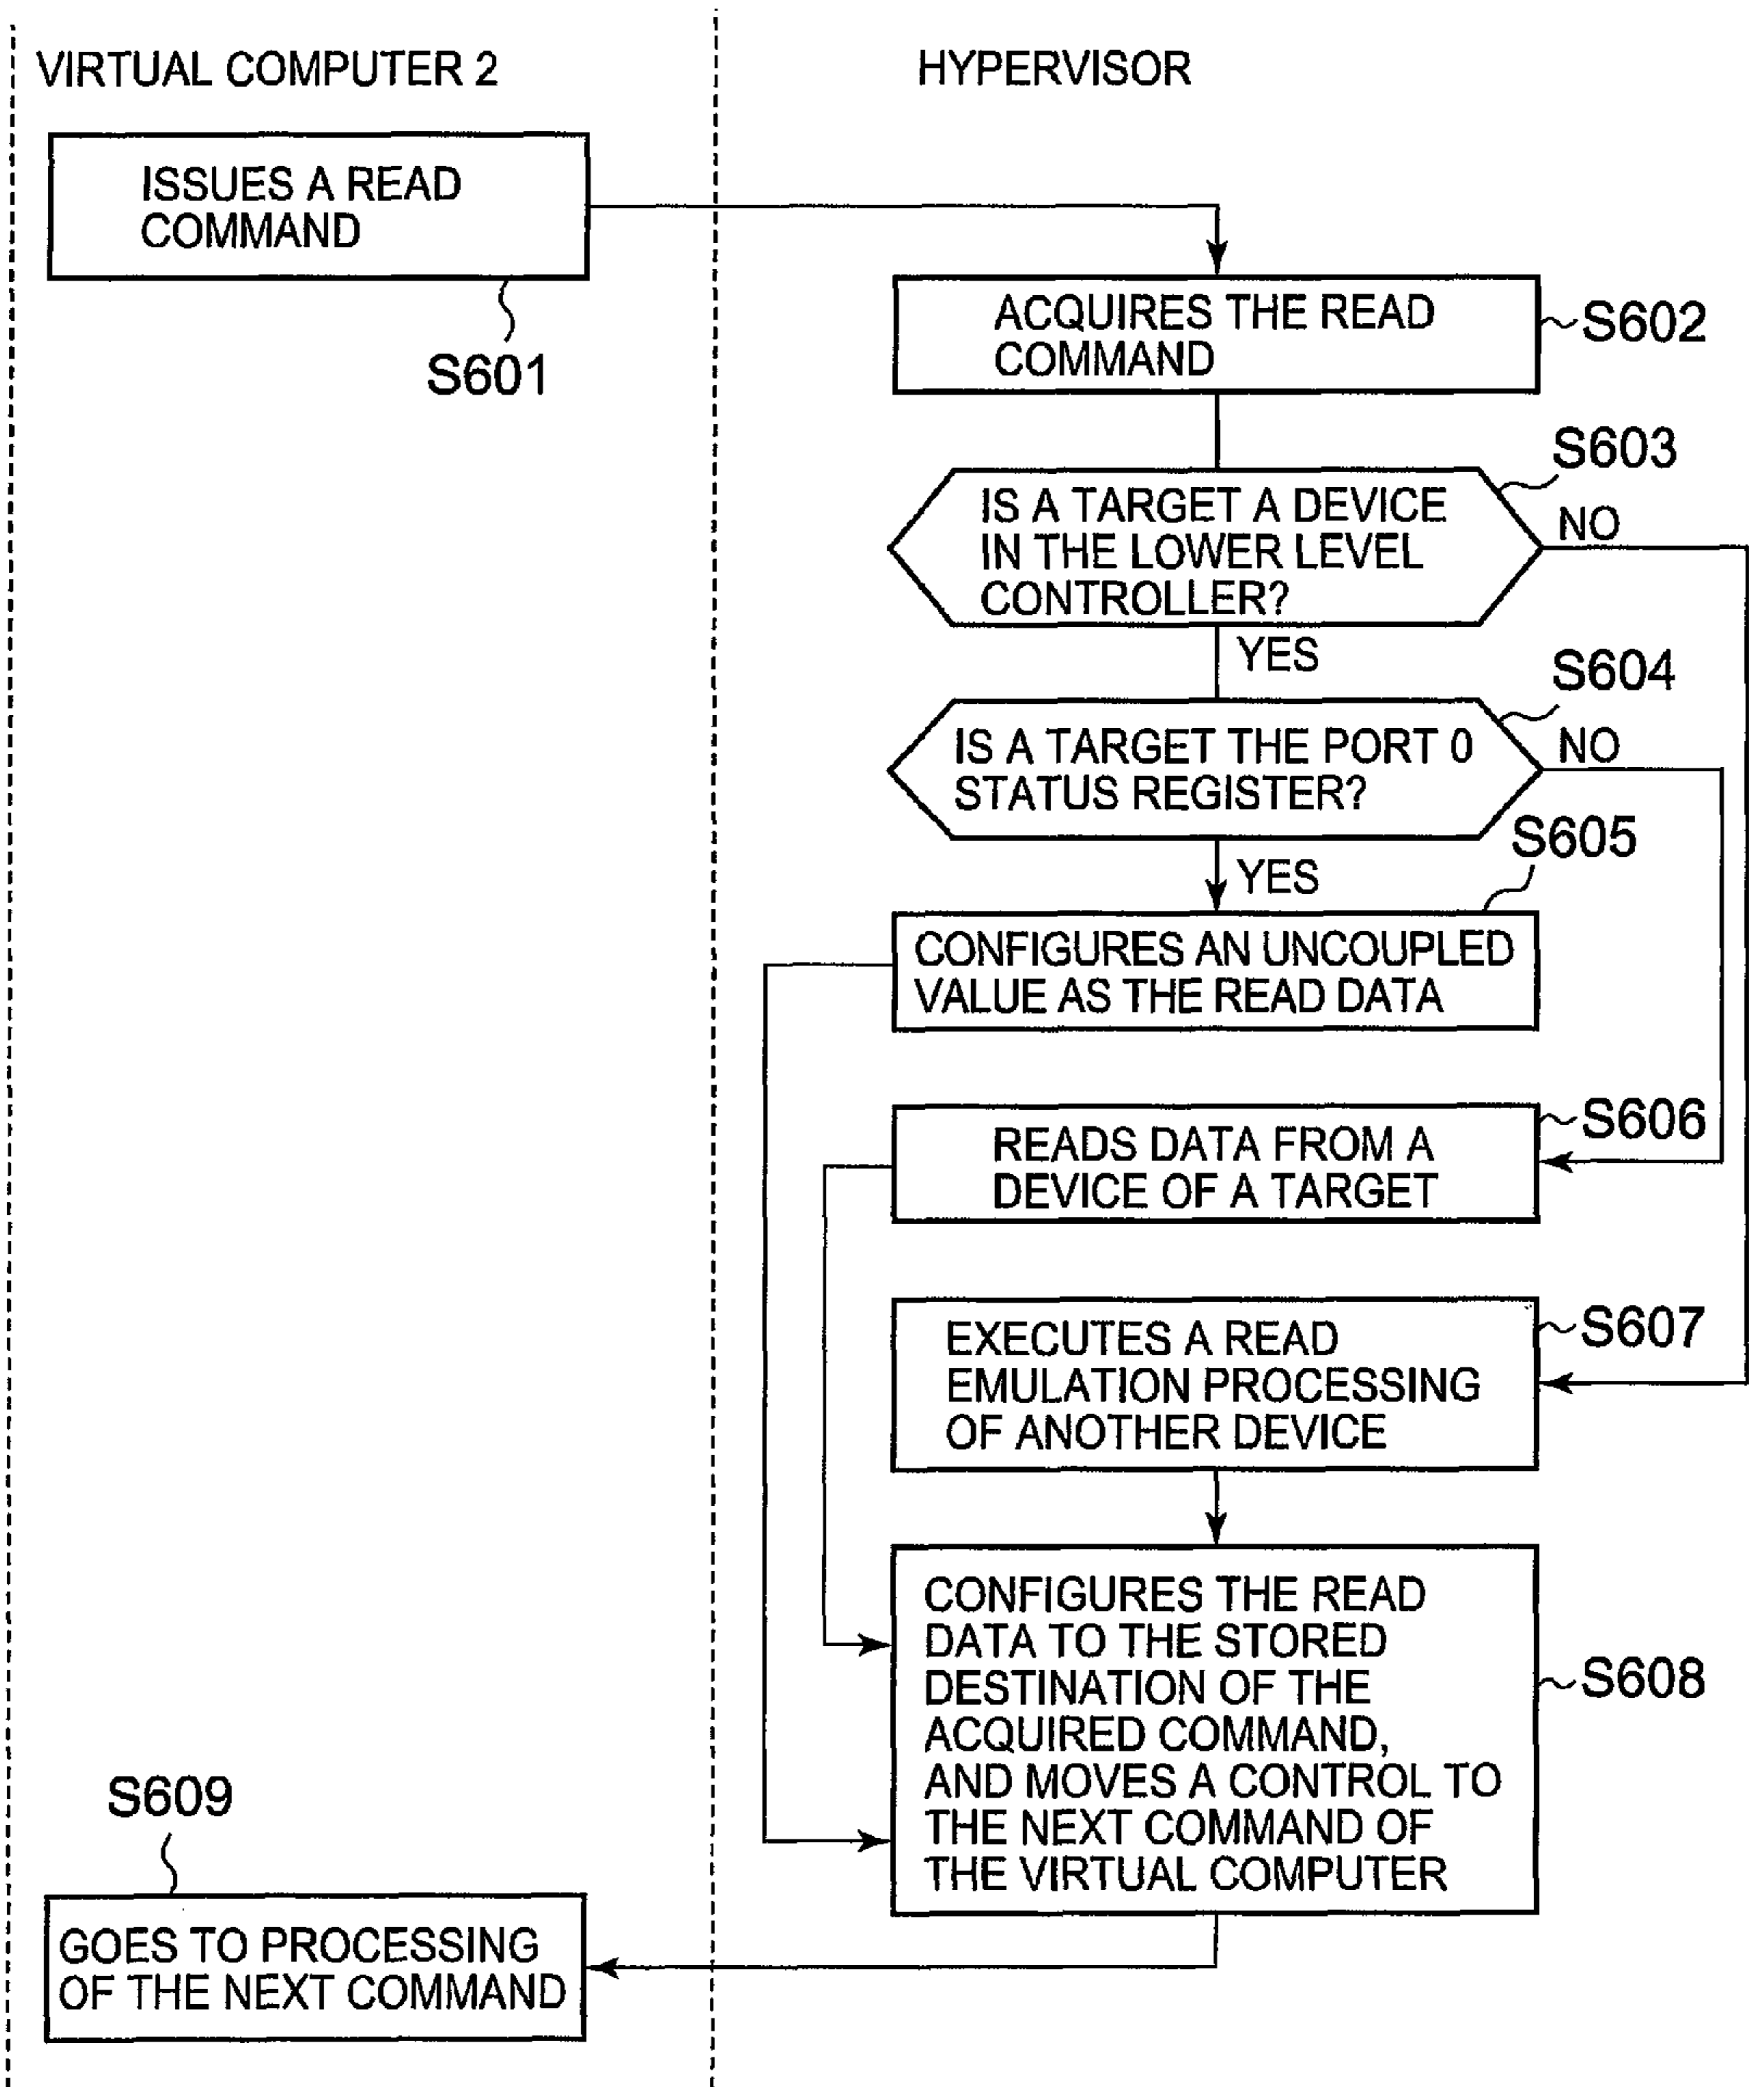 VIRTUAL COMPUTER 2
HYPERVISOR
ISSUES A READ
COMMAND
S601
ACQUIRES THE READ
COMMAND
S602
S603
IS A TARGET A DEVICE
IN THE LOWER LEVEL
CONTROLLER?
NO
YES
S604
IS A TARGET THE PORT 0
STATUS REGISTER?
NO
YES
S605
CONFIGURES AN UNCOUPLED
VALUE AS THE READ DATA
S606
READS DATA FROM A
DEVICE OF A TARGET
S607
EXECUTES A READ
EMULATION PROCESSING
OF ANOTHER DEVICE
CONFIGURES THE READ
DATA TO THE STORED
DESTINATION OF THE
ACQUIRED COMMAND,
AND MOVES A CONTROL TO
THE NEXT COMMAND OF
THE VIRTUAL COMPUTER
S608
S609
GOES TO PROCESSING
OF THE NEXT COMMAND